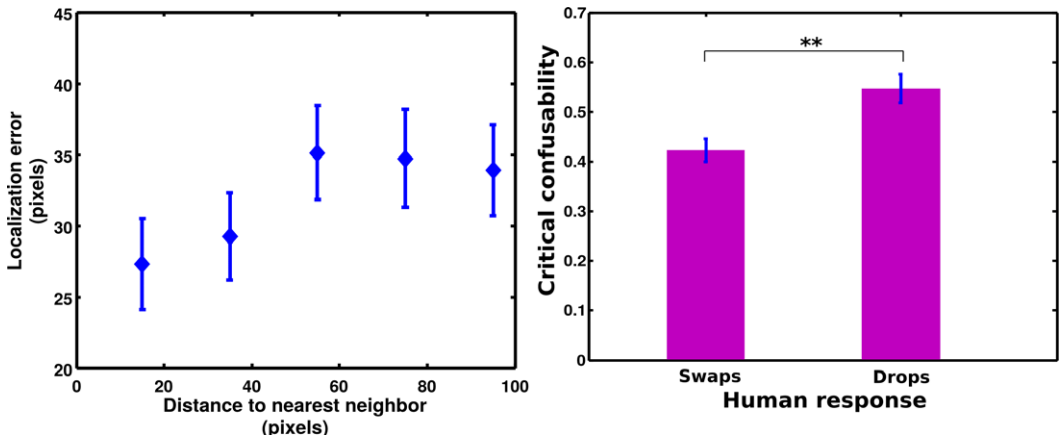 45
40
35
30
25
20
0
20
40
60
80
100
Localization error
(pixels)
Distance to nearest neighbor
(pixels)
0.7
0.6
0.5
0.4
0.3
0.2
0.1
0
Critical confusability
**
Swaps
Drops
Human response